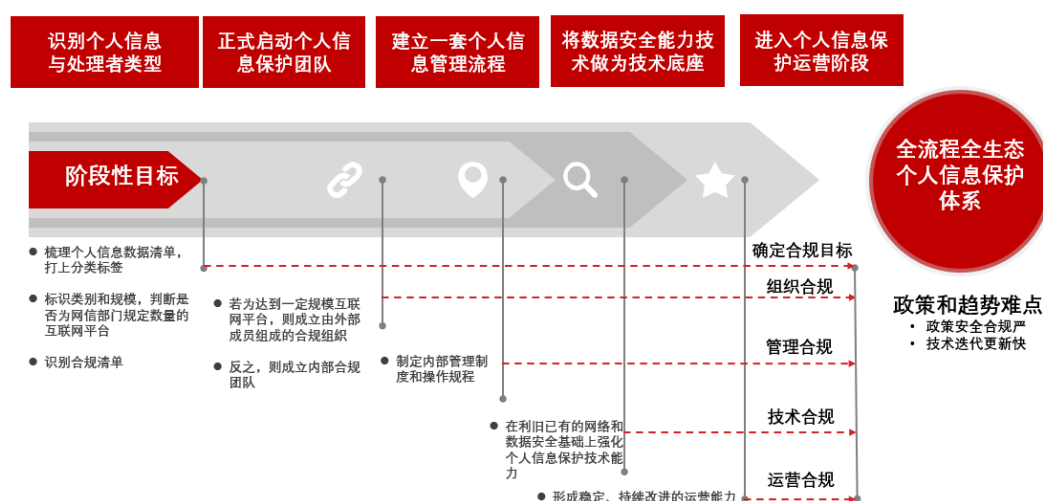 识别个人信息
与处理者类型
正式启动个人信
息保护团队
建立一套个人信
息管理流程
将数据安全能力技
术做为技术底座
进入个人信息保
护运营阶段
阶段性目标
全流程全生态
个人信息保护
体系
● 梳理个人信息数据清单，
打上分类标签
● 标识类别和规模，判断是
否为网信部门规定数量的
互联网平台
● 识别合规清单
● 若为达到一定规模互联
网平台，则成立由外部
成员组成的合规组织
● 反之，则成立内部合规
团队
● 制定内部管理制
度和操作规程
● 在利旧已有的网络和
数据安全基础上强化
个人信息保护技术能
力
● 形成稳定、持续改进的运营能力
确定合规目标
组织合规
管理合规
技术合规
运营合规
政策和趋势难点
• 政策安全合规严
• 技术迭代更新快